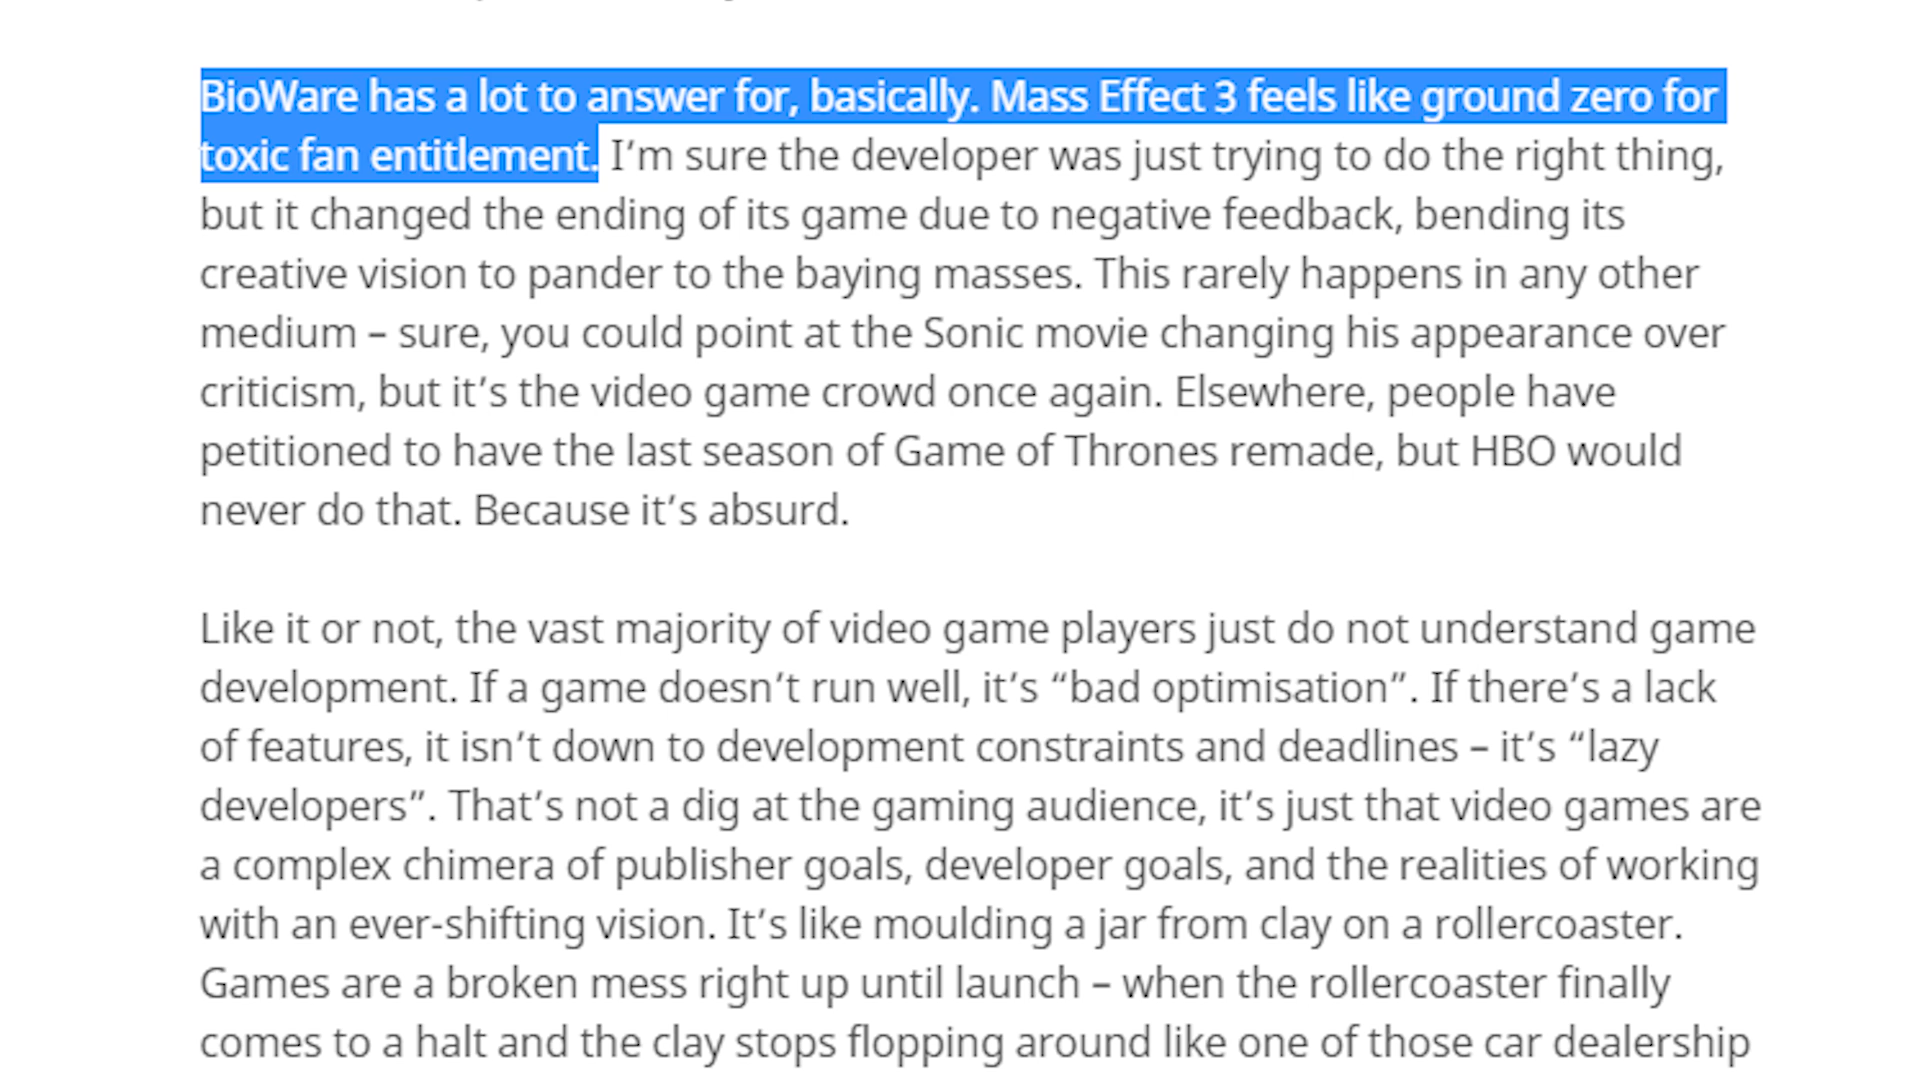 BioWare has a lot to answer for, basically. Mass Effect 3 feels like ground zero for
toxic fan entitlement. I’m sure the developer was just trying to do the right thing,
but it changed the ending of its game due to negative feedback, bending its
creative vision to pander to the baying masses. This rarely happens in any other
medium – sure, you could point at the Sonic movie changing his appearance over
criticism, but it’s the video game crowd once again. Elsewhere, people have
petitioned to have the last season of Game of Thrones remade, but HBO would
never do that. Because it’s absurd.
Like it or not, the vast majority of video game players just do not understand game
development. If a game doesn’t run well, it’s “bad optimisation”. If there’s a lack
of features, it isn’t down to development constraints and deadlines – it’s “lazy
developers”. That’s not a dig at the gaming audience, it’s just that video games are
a complex chimera of publisher goals, developer goals, and the realities of working
with an ever-shifting vision. It’s like moulding a jar from clay on a rollercoaster.
Games are a broken mess right up until launch – when the rollercoaster finally
comes to a halt and the clay stops flopping around like one of those car dealership